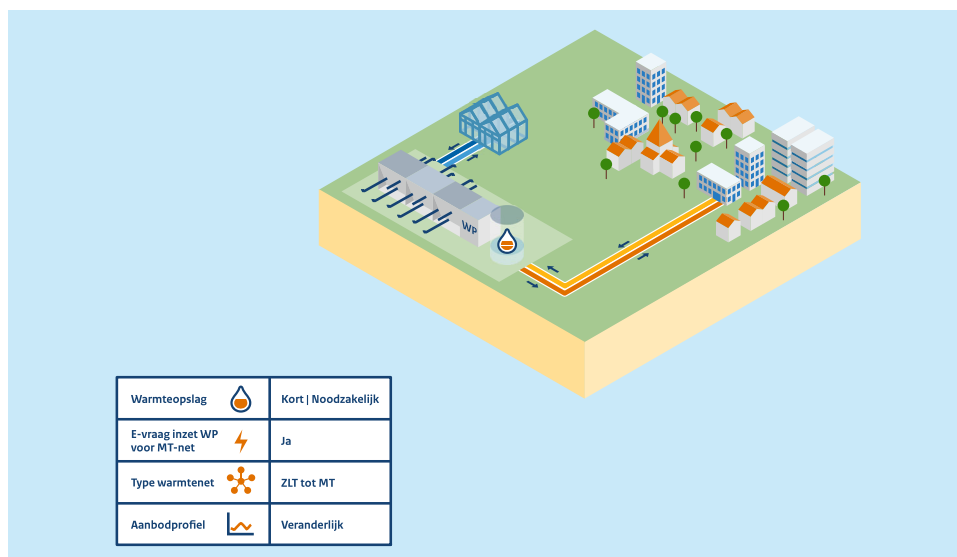 WP
Warmteopslag
Kort | Noodzakelijk
E-vraag inzet WP
voor MT-net
Ja
Type warmtenet
ZLT tot MT
Aanbodprofiel
Veranderlijk